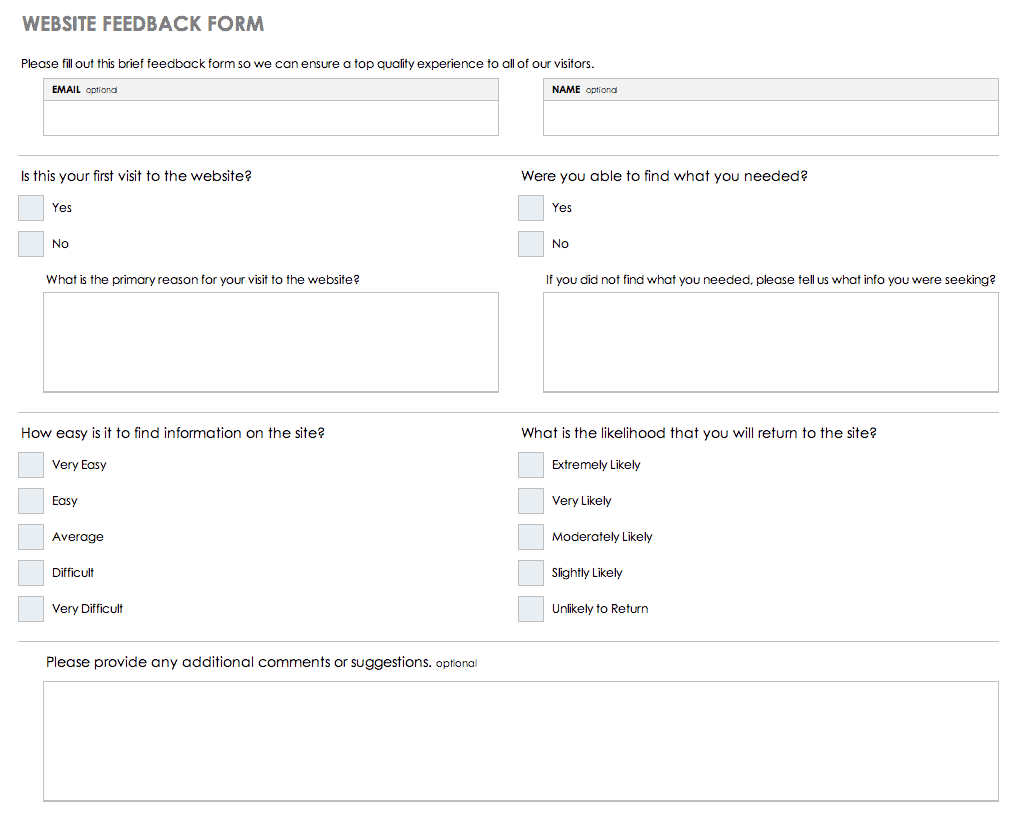 WEBSITE FEEDBACK FORM
Please fill out this brief feedback form so we can ensure a top quality experience to all of our visitors.
EMAIL optional
NAME optional
Is this your first visit to the website?
Yes
No
What is the primary reason for your visit to the website?
Were you able to find what you needed?
Yes
No
If you did not find what you needed, please tell us what info you were seeking?
How easy is it to find information on the site?
Very Easy
Easy
Average
Difficult
Very Difficult
What is the likelihood that you will return to the site?
Extremely Likely
Very Likely
Moderately Likely
Slightly Likely
Unlikely to Return
Please provide any additional comments or suggestions. optional